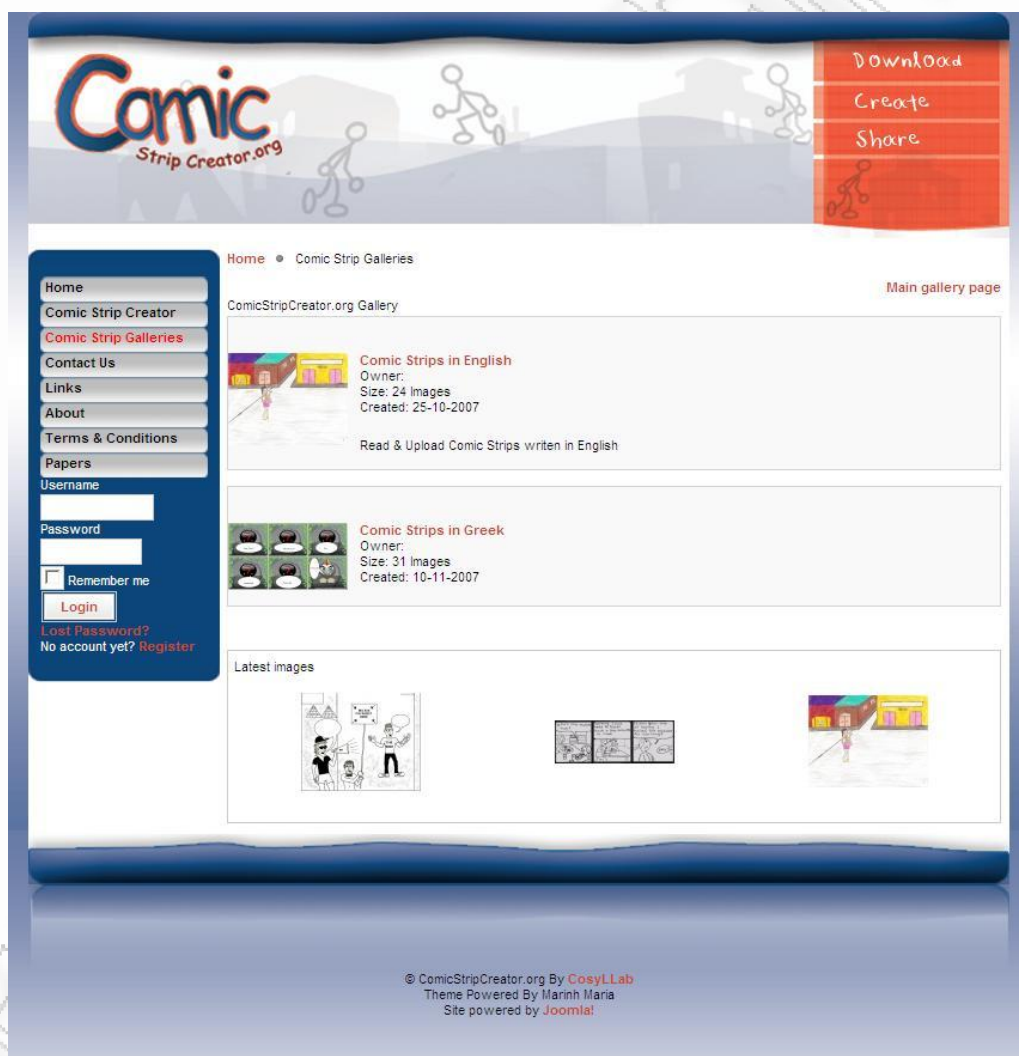 Comic
Strip Creator.org
Download
Create
Share
Home
Comic Strip Creator
Comic Strip Galleries
Contact Us
Links
About
Terms & Conditions
Papers
Username
Password
Remember me
Login
Lost Password?
No account yet? Register
Home Comic Strip Galleries
Main gallery page
ComicStripCreator.org Gallery
Comic Strips in English
Owner:
Size: 24 Images
Created: 25-10-2007
Read & Upload Comic Strips writen in English
Comic Strips in Greek
Owner:
Size: 31 Images
Created: 10-11-2007
Latest images
© ComicStripCreator.org By CosyLLab
Theme Powered By Marinh Maria
Site powered by Joomla!